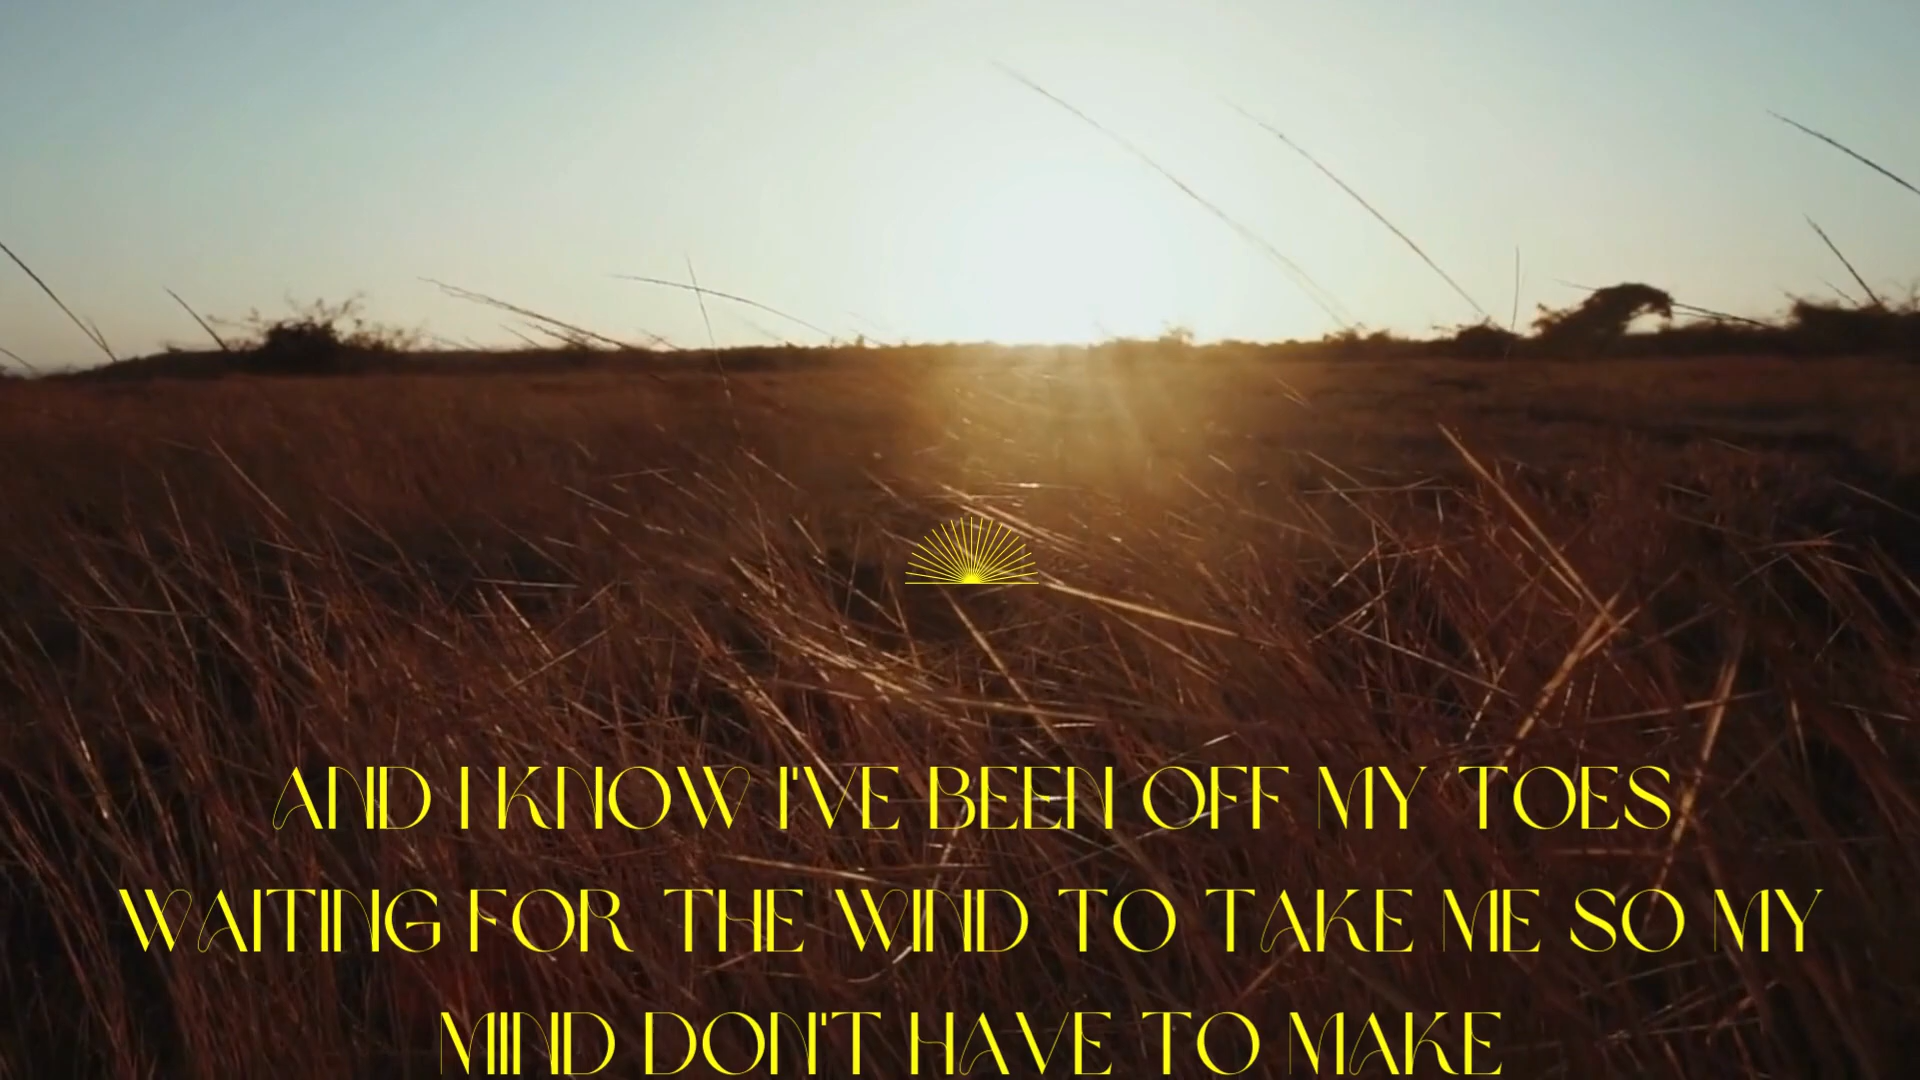 AND I KNOW I'VE BEEN OFF MY TOES
WAITING FOR THE WIND TO TAKE ME SO MY
MIND DON'T HAVE TO MAKE